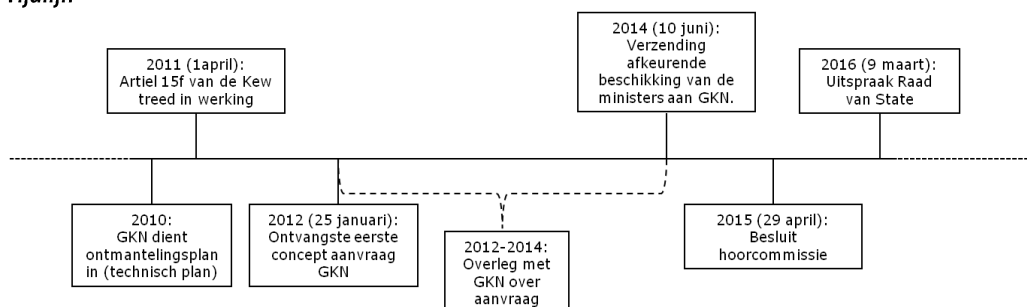 2014 (10 juni):
Verzending
afkeurende
beschikking van de
ministers aan GKN.
2011 (1april):
Artiel 15f van de Kew
treed in werking
2016 (9 maart):
Uitspraak Raad
van State
2010:
GKN dient
ontmantelingsplan
in (technisch plan)
2012 (25 januari):
Ontvangste eerste
concept aanvraag
GKN
2012-2014:
Overleg met
GKN over
aanvraag
2015 (29 april):
Besluit
hoorcommissie